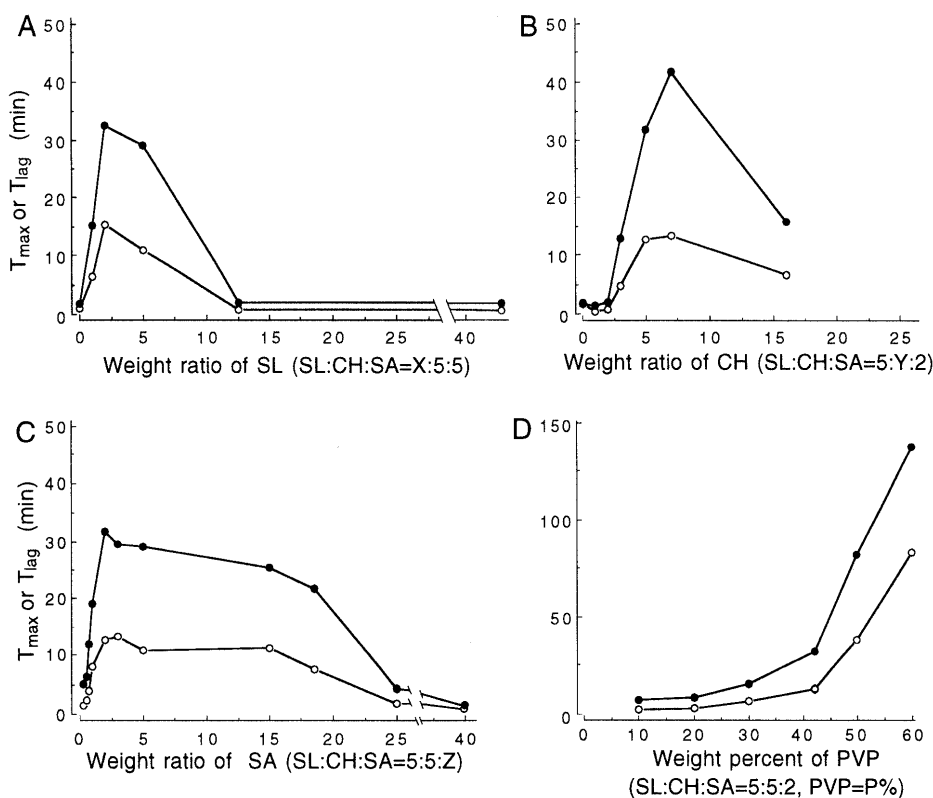 A
50
40
30
20
10
0
T_max or T_lag (min)
0 5 10 15 20 25 40
Weight ratio of SL (SL:CH:SA=X:5:5)
B
50
40
30
20
10
0
0 5 10 15 20 25
Weight ratio of CH (SL:CH:SA=5:Y:2)
C
50
40
30
20
10
0
T_max or T_lag (min)
0 5 10 15 20 25 40
Weight ratio of SA (SL:CH:SA=5:5:Z)
D
150
100
50
0
0 10 20 30 40 50 60
Weight percent of PVP
(SL:CH:SA=5:5:2, PVP=P%)